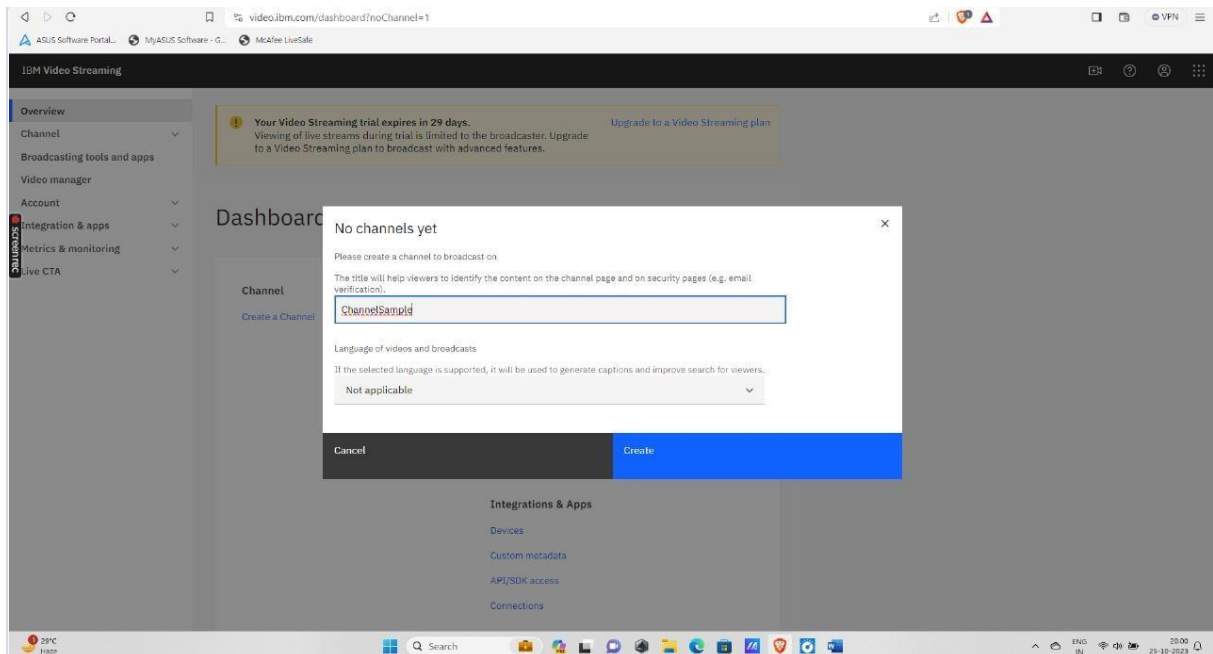 video.ibm.com/dashboard?noChannel=1
VPN
ASUS Software Portal...
MyASUS Software - G...
McAfee LiveSafe
IBM Video Streaming
Overview
Channel
Broadcasting tools and apps
Video manager
Account
Integration & apps
Metrics & monitoring
Live CTA
screenrec
Your Video Streaming trial expires in 29 days.
Upgrade to a Video Streaming plan
Viewing of live streams during trial is limited to the broadcaster. Upgrade
to a Video Streaming plan to broadcast with advanced features.
Dashboard
Channel
Create a Channel
No channels yet
Please create a channel to broadcast on
The title will help viewers to identify the content on the channel page and on security pages (e.g. email
verification).
ChannelSample
Language of videos and broadcasts
If the selected language is supported, it will be used to generate captions and improve search for viewers.
Not applicable
Cancel
Create
Integrations & Apps
Devices
Custom metadata
API/SDK access
Connections
1
29°C
Haze
Search
ENG
IN
20:00
25-10-2023